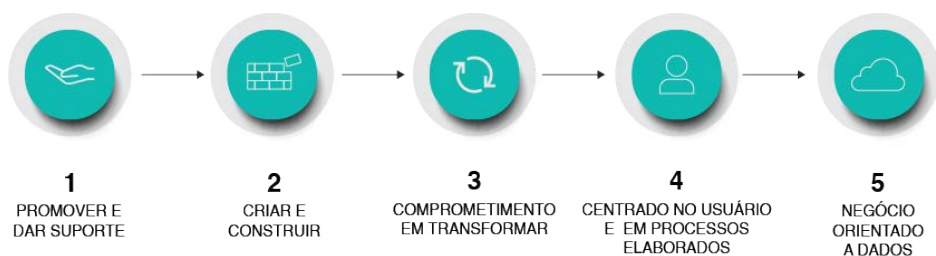 1
PROMOVER E
DAR SUPORTE
2
CRIAR E
CONSTRUIR
3
COMPROMETIMENTO
EM TRANSFORMAR
4
CENTRADO NO USUÁRIO
E EM PROCESSOS
ELABORADOS
5
NEGÓCIO
ORIENTADO
A DADOS